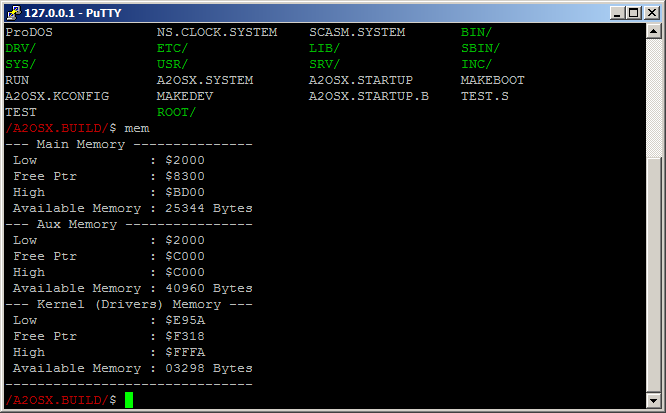 127.0.0.1 - PuTTY
ProDOS NS.CLOCK.SYSTEM SCASM.SYSTEM BIN/
DRV/ ETC/ LIB/ SBIN/
SYS/ USR/ SRV/ INC/
RUN A2OSX.SYSTEM A2OSX.STARTUP MAKEBOOT
A2OSX.KCONFIG MAKEDEV A2OSX.STARTUP.B TEST.S
TEST ROOT/
/A2OSX.BUILD/$ mem
--- Main Memory ---------------
Low : $2000
Free Ptr : $8300
High : $BD00
Available Memory : 25344 Bytes
--- Aux Memory ----------------
Low : $2000
Free Ptr : $C000
High : $C000
Available Memory : 40960 Bytes
--- Kernel (Drivers) Memory ---
Low : $E95A
Free Ptr : $F318
High : $FFFA
Available Memory : 03298 Bytes
-------------------------------
/A2OSX.BUILD/$